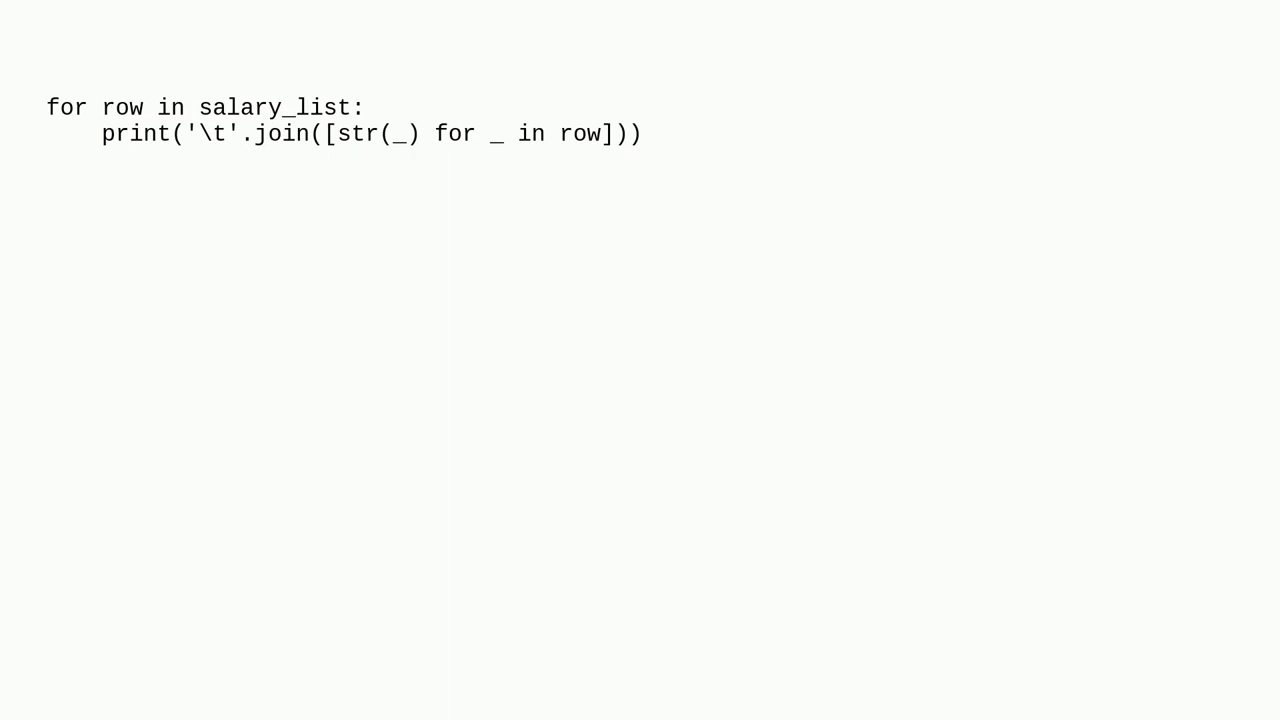 for row in salary_list:
    print('\t'.join([str(_) for _ in row]))